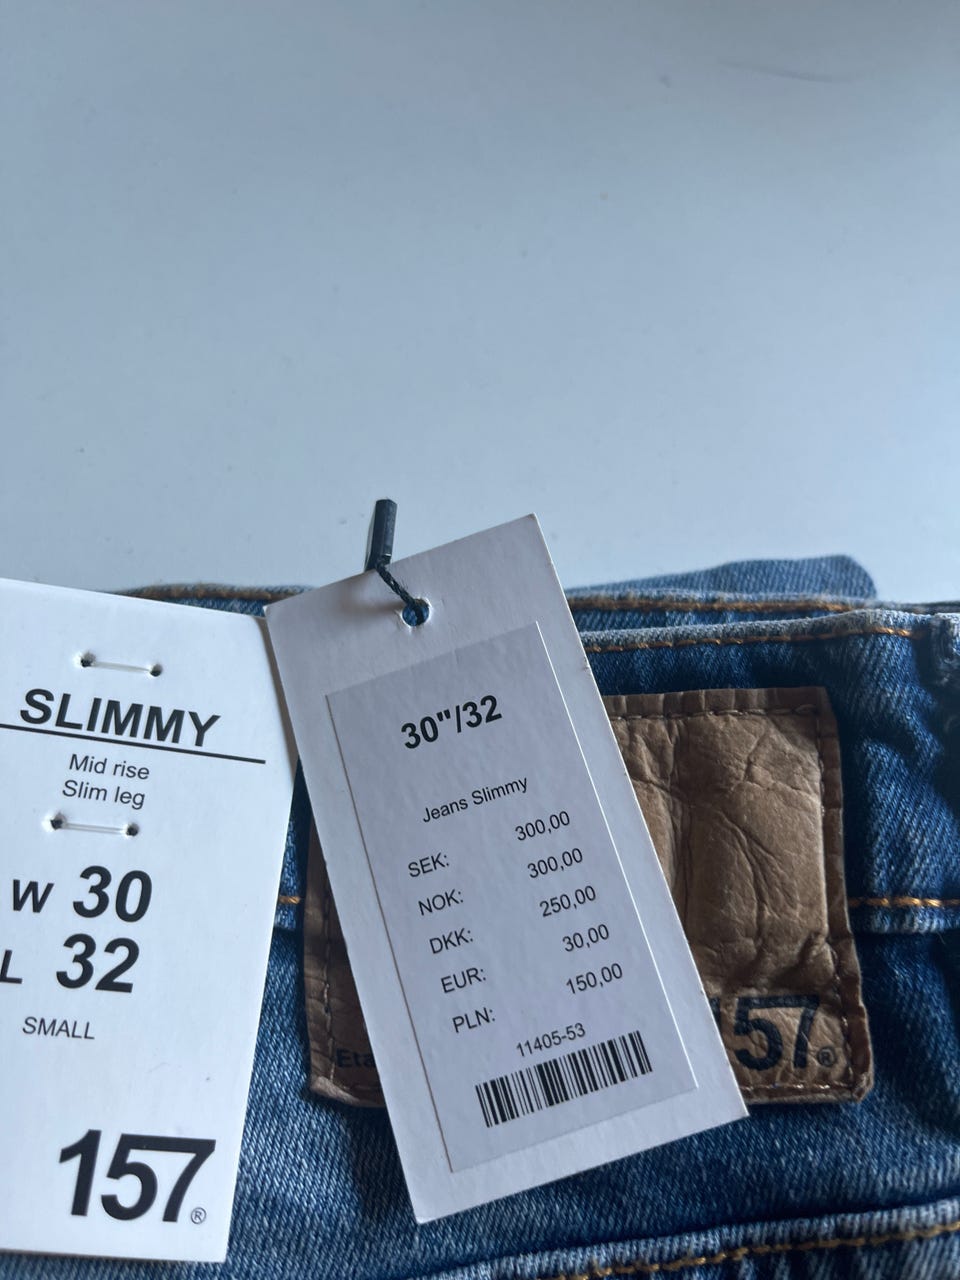 SLIMMY
Mid rise
Slim leg
W 30
L 32
SMALL
157®
30"/32
Jeans Slimmy
SEK: 300,00
NOK: 300,00
DKK: 250,00
EUR: 30,00
PLN: 150,00
11405-53
157®